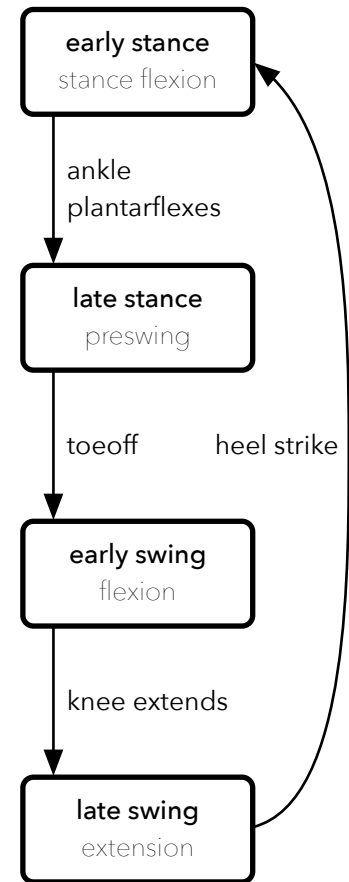 early stance
stance flexion
ankle
plantarflexes
late stance
preswing
toeoff
heel strike
early swing
flexion
knee extends
late swing
extension